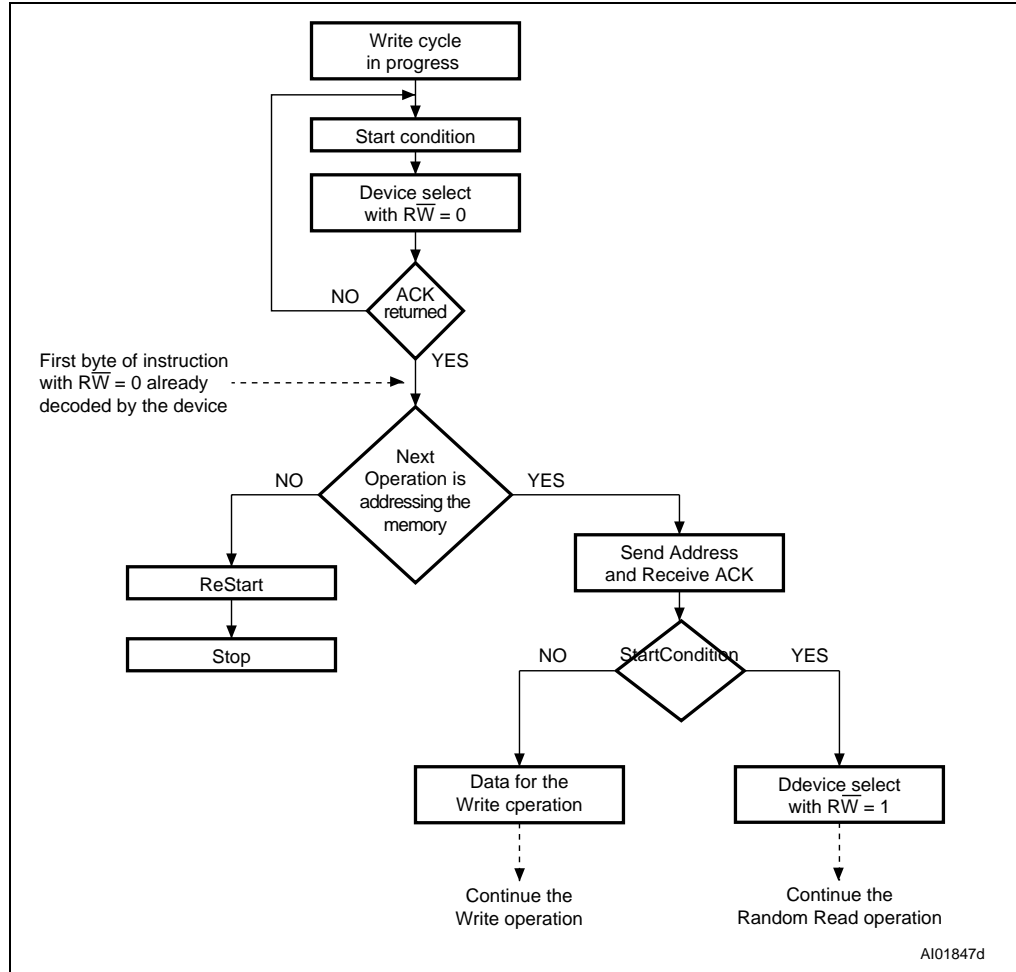 Write cycle
in progress
Start condition
Device select
with RW̅ = 0
NO
ACK
returned
YES
First byte of instruction
with RW̅ = 0 already
decoded by the device
NO
Next
Operation is
addressing the
memory
YES
Send Address
and Receive ACK
ReStart
Stop
NO
StartCondition
YES
Data for the
Write cperation
Ddevice select
with RW̅ = 1
Continue the
Write operation
Continue the
Random Read operation
AI01847d